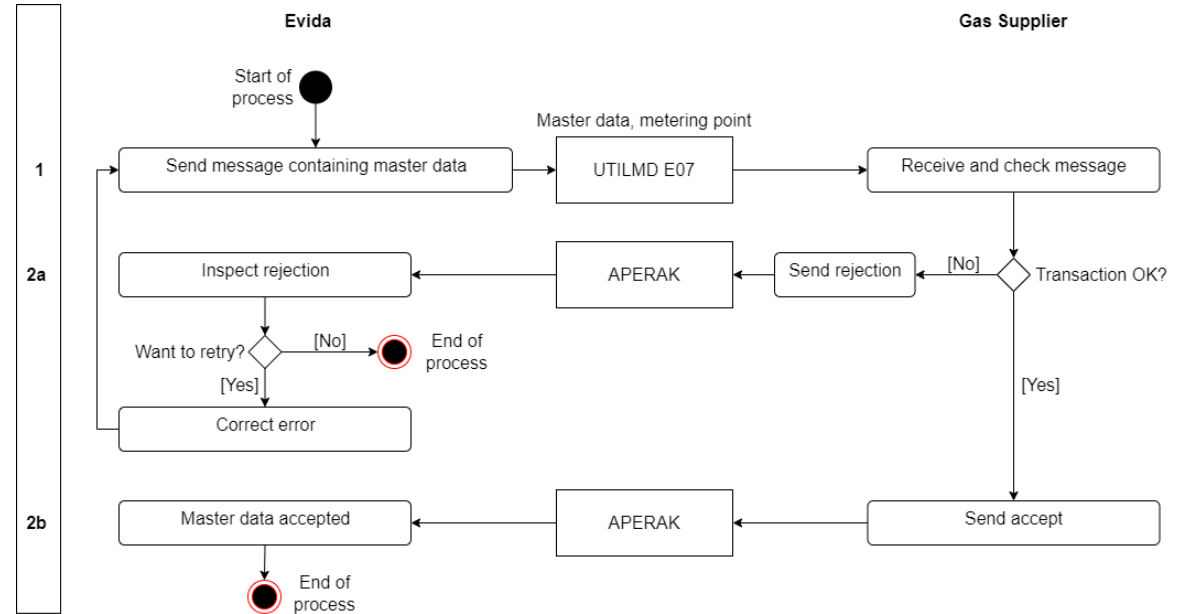 Evida
Gas Supplier
Start of
process
Master data, metering point
1
Send message containing master data
UTILMD E07
Receive and check message
2a
Inspect rejection
APERAK
Send rejection
[No]
Transaction OK?
Want to retry?
[No]
End of
process
[Yes]
[Yes]
Correct error
2b
Master data accepted
APERAK
Send accept
End of
process